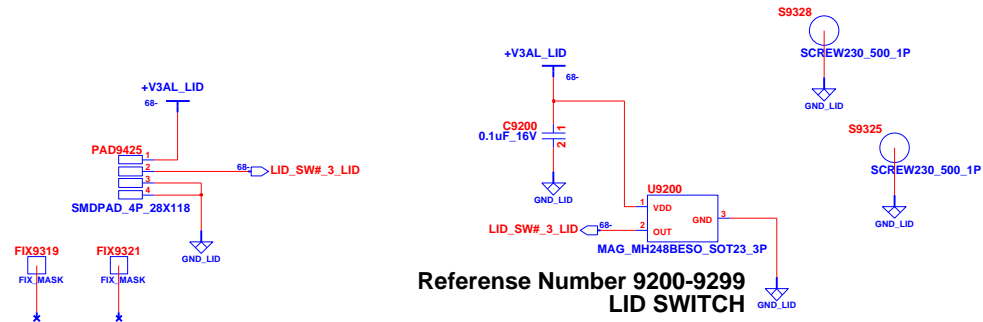 +V3AL_LID
68-
PAD9425
1
2
3
4
68-
LID_SW#_3_LID
SMDPAD_4P_28X118
GND_LID
FIX9319
FIX_MASK
FIX9321
FIX_MASK
+V3AL_LID
68-
C9200
0.1uF_16V
1
2
GND_LID
U9200
1
VDD
GND
3
LID_SW#_3_LID
68-
2
OUT
MAG_MH248BESO_SOT23_3P
GND_LID
Referense Number 9200-9299
LID SWITCH
S9328
SCREW230_500_1P
GND_LID
S9325
SCREW230_500_1P
GND_LID